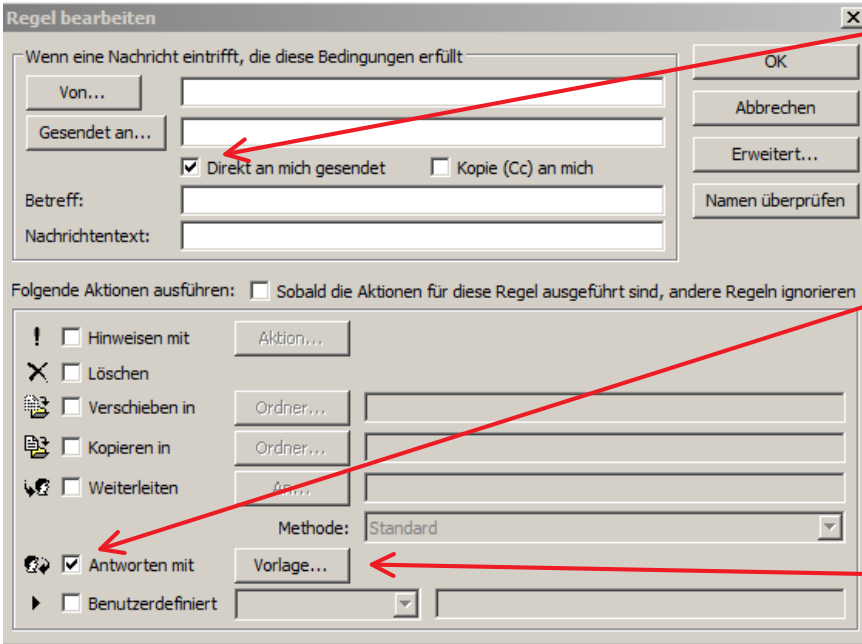 Regel bearbeiten
Wenn eine Nachricht eintrifft, die diese Bedingungen erfüllt
Von...
OK
Gesendet an...
Abbrechen
Direkt an mich gesendet
Kopie (Cc) an mich
Erweitert...
Betreff:
Namen überprüfen
Nachrichtentext:
Folgende Aktionen ausführen: Sobald die Aktionen für diese Regel ausgeführt sind, andere Regeln ignorieren
Hinweisen mit Aktion...
Löschen
Verschieben in Ordner...
Kopieren in Ordner...
Weiterleiten An...
Methode: Standard
Antworten mit Vorlage...
Benutzerdefiniert